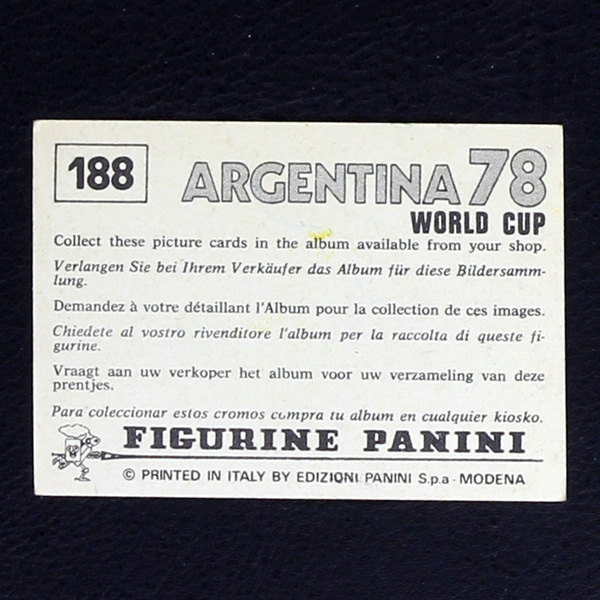 188
ARGENTINA 78
WORLD CUP
Collect these picture cards in the album available from your shop.
Verlangen Sie bei Ihrem Verkäufer das Album für diese Bildersamm-
lung.
Demandez à votre détaillant l'Album pour la collection de ces images.
Chiedete al vostro rivenditore l'album per la raccolta di queste fi-
gurine.
Vraagt aan uw verkoper het album voor uw verzameling van deze
prentjes.
Para coleccionar estos cromos compra tu album en cualquier kiosko.
FIGURINE PANINI
© PRINTED IN ITALY BY EDIZIONI PANINI S.p.a - MODENA